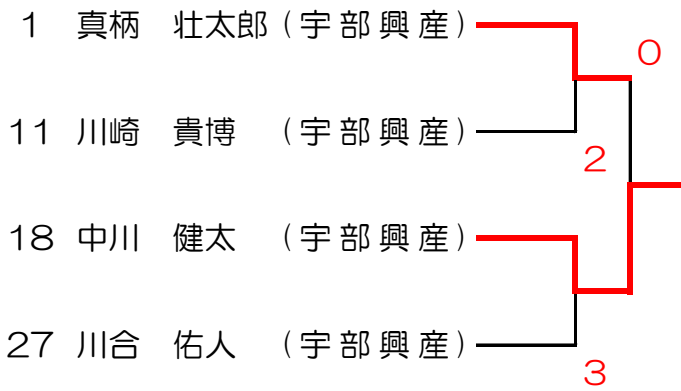 1 真柄 壮太郎(宇部興産)
0
11 川崎 貴博 (宇部興産)
2
18 中川 健太 (宇部興産)
27 川合 佑人 (宇部興産)
3